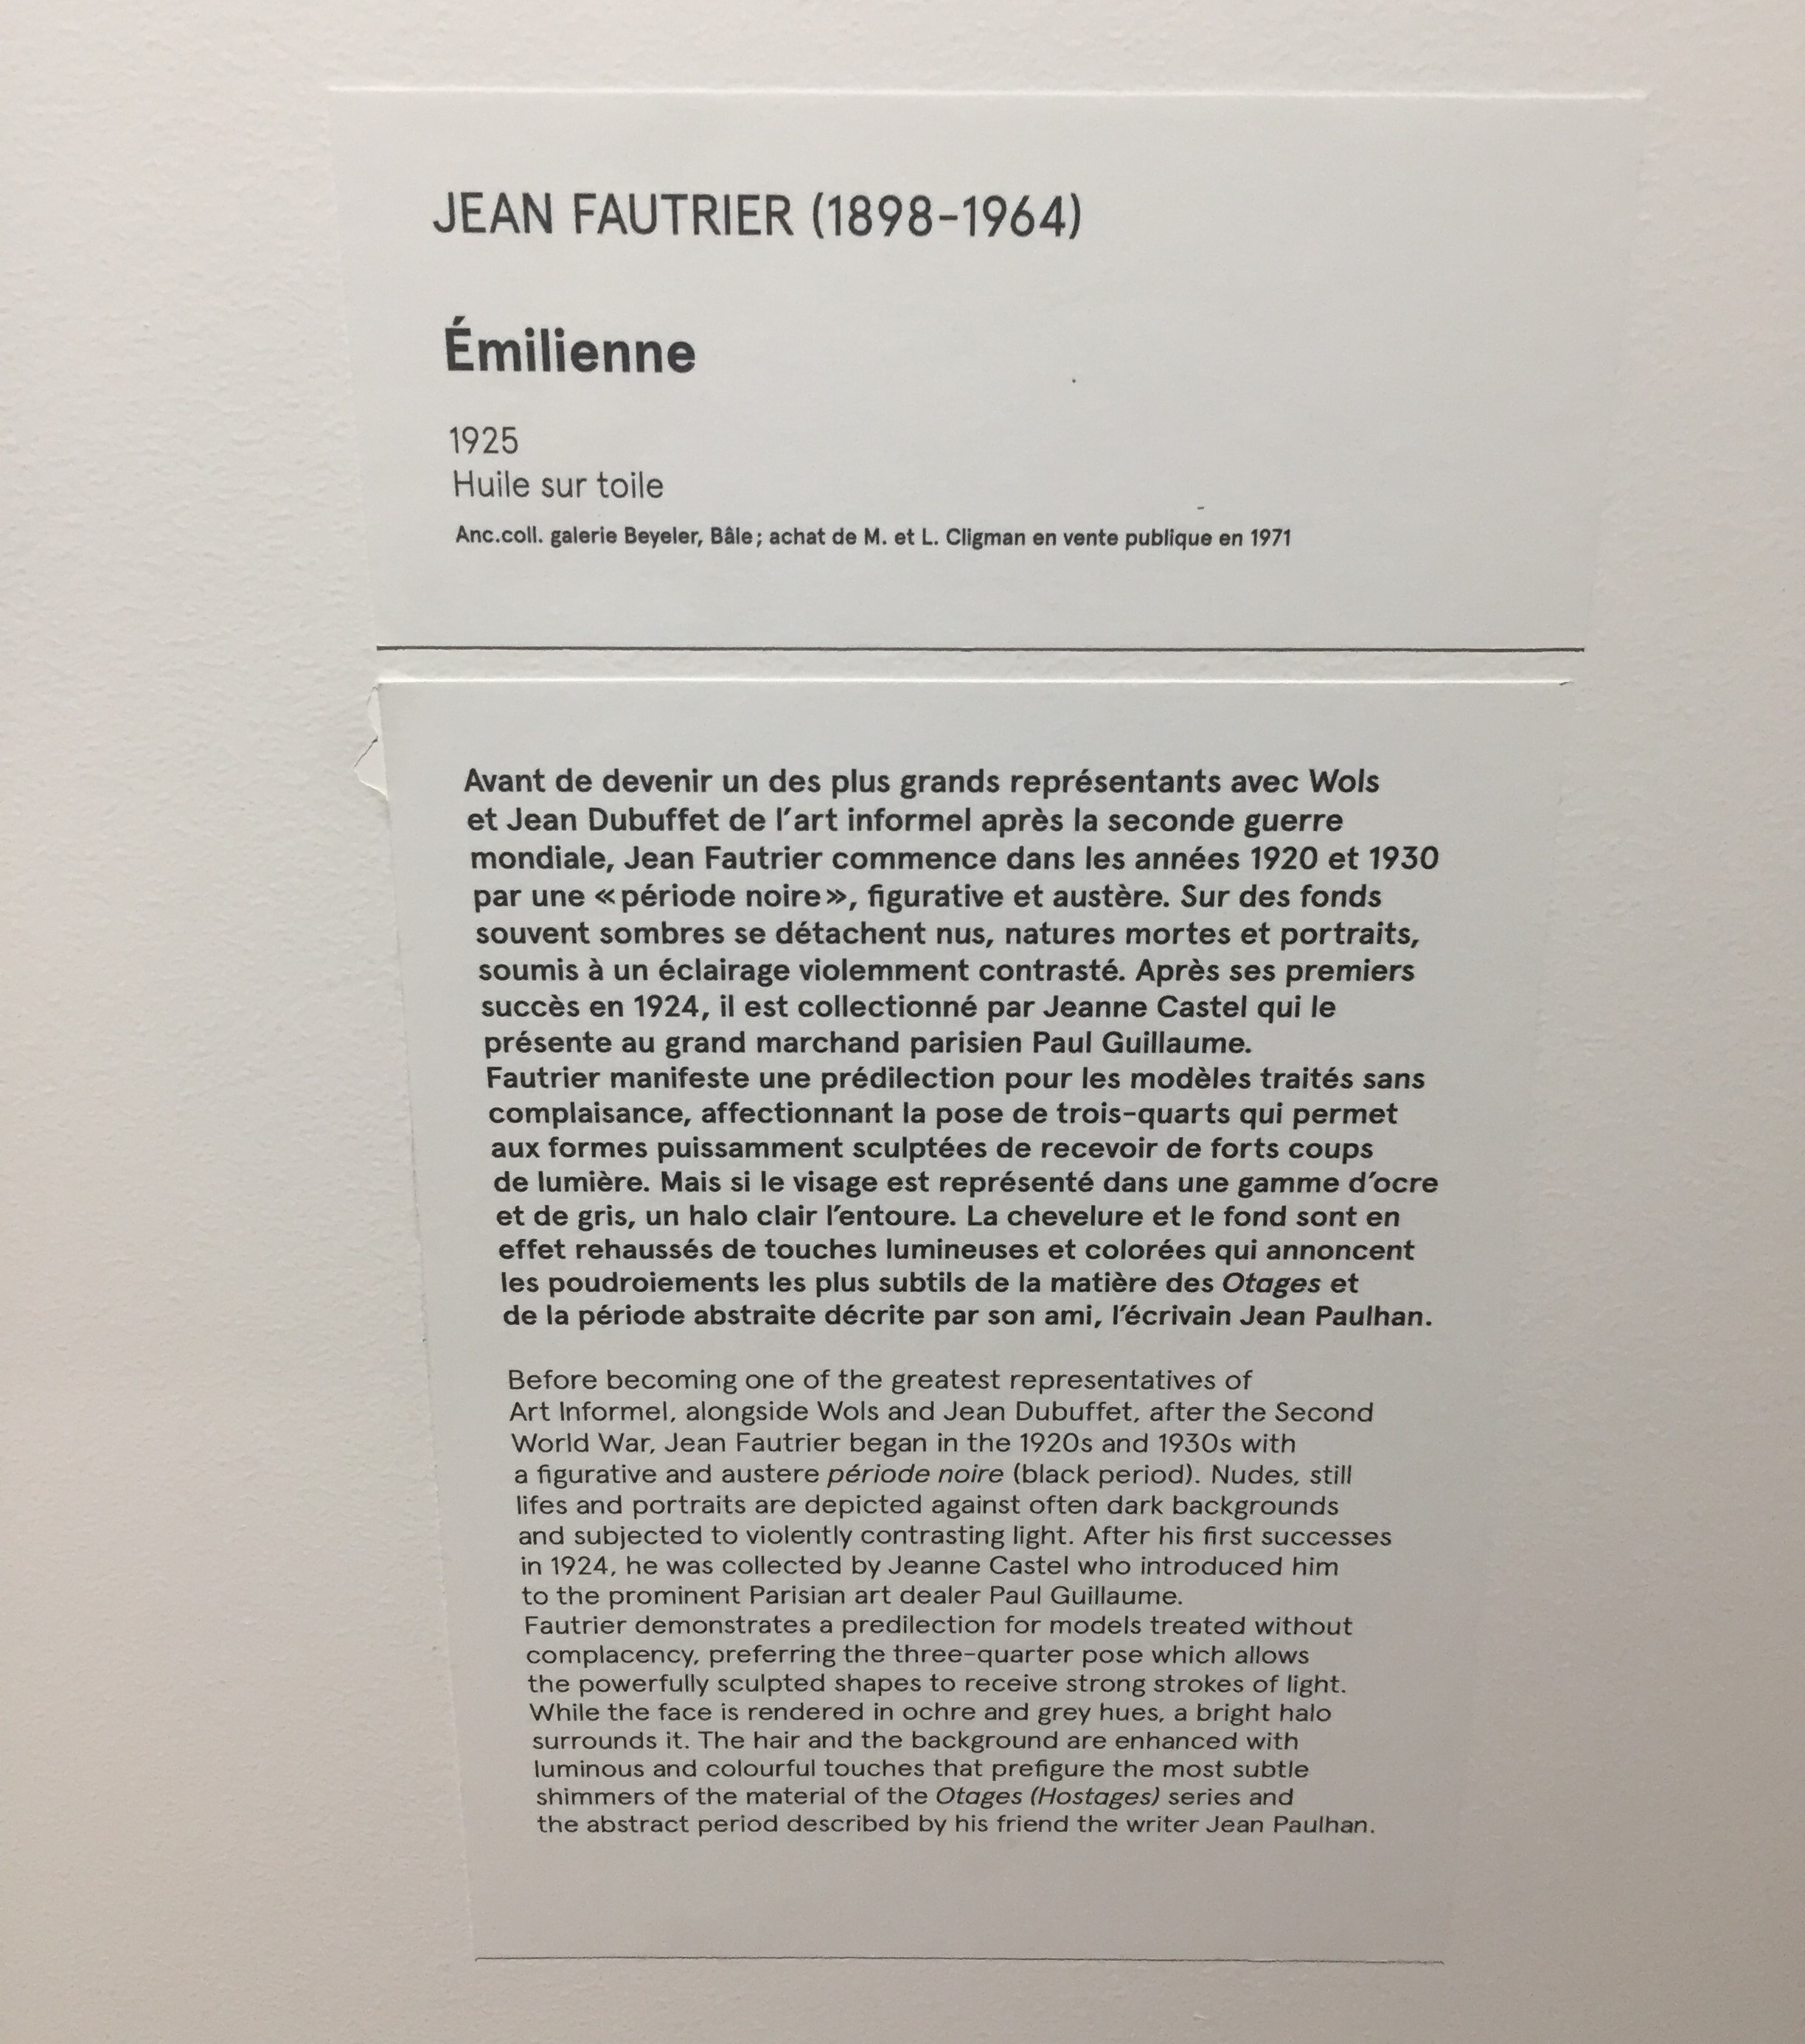 JEAN FAUTRIER (1898-1964)
Émilienne
1925
Huile sur toile
Anc.coll. galerie Beyeler, Bâle; achat de M. et L. Cligman en vente publique en 1971
Avant de devenir un des plus grands représentants avec Wols
et Jean Dubuffet de l'art informel après la seconde guerre
mondiale, Jean Fautrier commence dans les années 1920 et 1930
par une «période noire», figurative et austère. Sur des fonds
souvent sombres se détachent nus, natures mortes et portraits,
soumis à un éclairage violemment contrasté. Après ses premiers
succès en 1924, il est collectionné par Jeanne Castel qui le
présente au grand marchand parisien Paul Guillaume.
Fautrier manifeste une prédilection pour les modèles traités sans
complaisance, affectionnant la pose de trois-quarts qui permet
aux formes puissamment sculptées de recevoir de forts coups
de lumière. Mais si le visage est représenté dans une gamme d'ocre
et de gris, un halo clair l'entoure. La chevelure et le fond sont en
effet rehaussés de touches lumineuses et colorées qui annoncent
les poudroiements les plus subtils de la matière des Otages et
de la période abstraite décrite par son ami, l'écrivain Jean Paulhan.
Before becoming one of the greatest representatives of
Art Informel, alongside Wols and Jean Dubuffet, after the Second
World War, Jean Fautrier began in the 1920s and 1930s with
a figurative and austere période noire (black period). Nudes, still
lifes and portraits are depicted against often dark backgrounds
and subjected to violently contrasting light. After his first successes
in 1924, he was collected by Jeanne Castel who introduced him
to the prominent Parisian art dealer Paul Guillaume.
Fautrier demonstrates a predilection for models treated without
complacency, preferring the three-quarter pose which allows
the powerfully sculpted shapes to receive strong strokes of light.
While the face is rendered in ochre and grey hues, a bright halo
surrounds it. The hair and the background are enhanced with
luminous and colourful touches that prefigure the most subtle
shimmers of the material of the Otages (Hostages) series and
the abstract period described by his friend the writer Jean Paulhan.